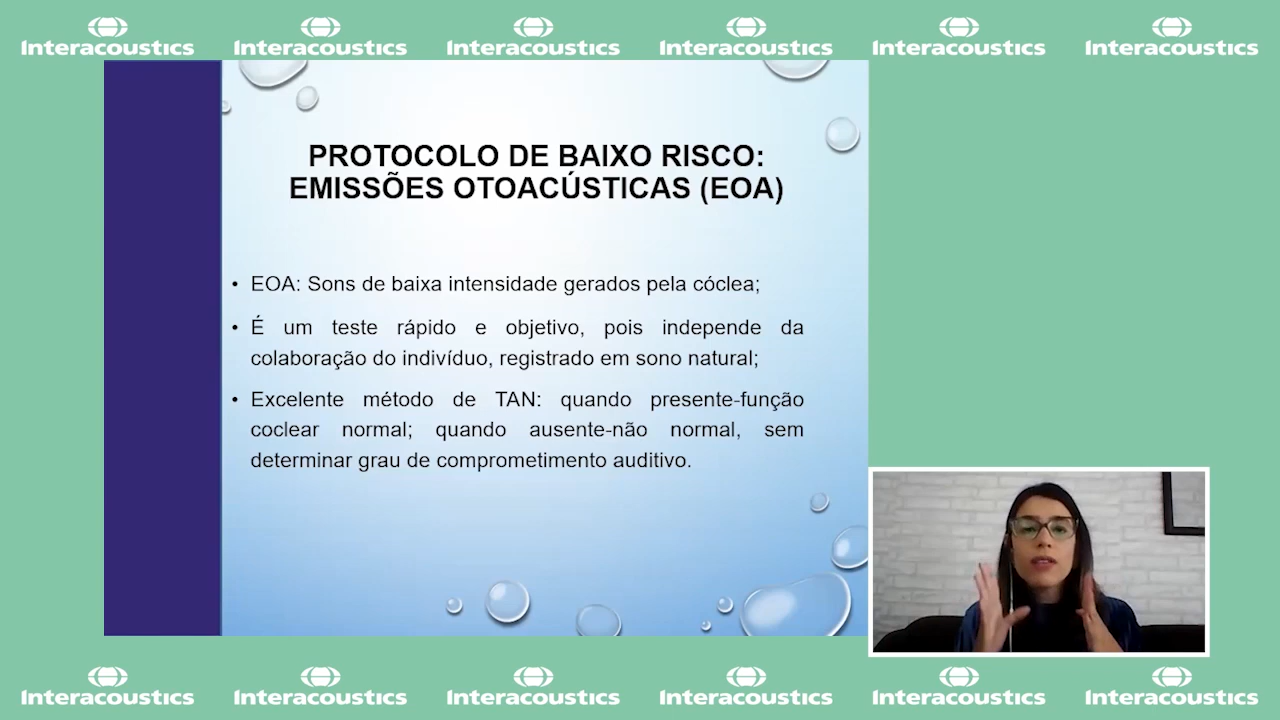 Interacoustics Interacoustics Interacoustics Interacoustics Interacoustics Interacoustics
PROTOCOLO DE BAIXO RISCO:
EMISSÕES OTOACÚSTICAS (EOA)
• EOA: Sons de baixa intensidade gerados pela cóclea;
• É um teste rápido e objetivo, pois independe da
colaboração do indivíduo, registrado em sono natural;
• Excelente método de TAN: quando presente-função
coclear normal; quando ausente-não normal, sem
determinar grau de comprometimento auditivo.
Interacoustics Interacoustics Interacoustics Interacoustics Interacoustics Interacoustics